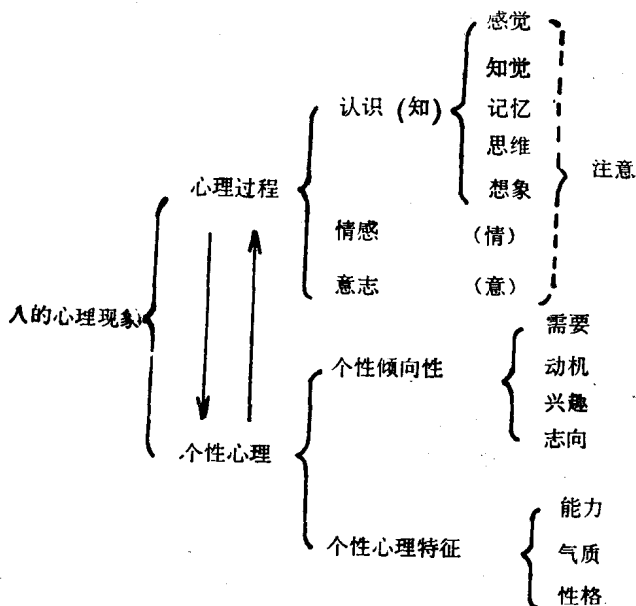 感觉
知觉
认识（知） 记忆
思维
注意
心理过程 想象
情感 （情）
意志 （意）
人的心理现象
需要
个性倾向性 动机
兴趣
志向
个性心理
能力
个性心理特征 气质
性格